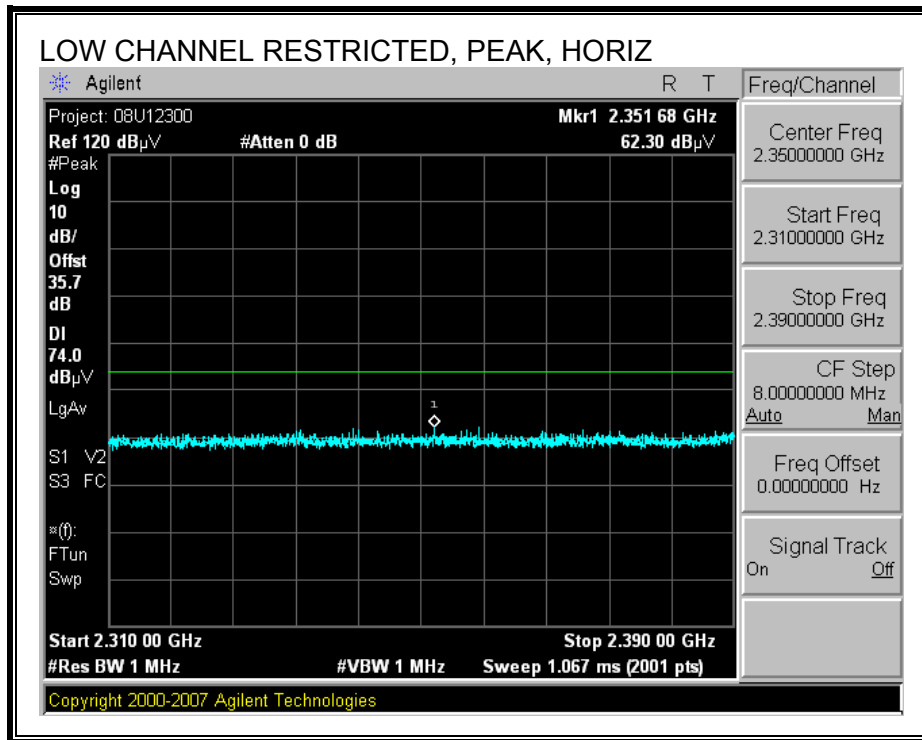 LOW CHANNEL RESTRICTED, PEAK, HORIZ
Agilent R T
Project: 08U12300 Mkr1 2.351 68 GHz
Ref 120 dBµV #Atten 0 dB 62.30 dBµV
#Peak
Log
10
dB/
Offst
35.7
dB
DI
74.0
dBµV
LgAv
1
S1 V2
S3 FC
¤(f):
FTun
Swp
Start 2.310 00 GHz Stop 2.390 00 GHz
#Res BW 1 MHz #VBW 1 MHz Sweep 1.067 ms (2001 pts)
Copyright 2000-2007 Agilent Technologies
Freq/Channel
Center Freq
2.35000000 GHz
Start Freq
2.31000000 GHz
Stop Freq
2.39000000 GHz
CF Step
8.00000000 MHz
Auto Man
Freq Offset
0.00000000 Hz
Signal Track
On Off